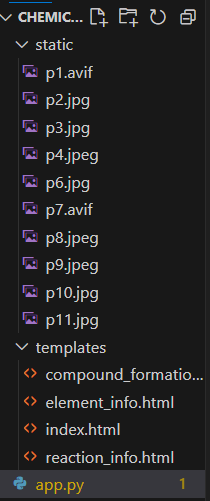 CHEMIC...
static
p1.avif
p2.jpg
p3.jpg
p4.jpeg
p6.jpg
p7.avif
p8.jpeg
p9.jpeg
p10.jpg
p11.jpg
templates
compound_formatio...
element_info.html
index.html
reaction_info.html
app.py 1